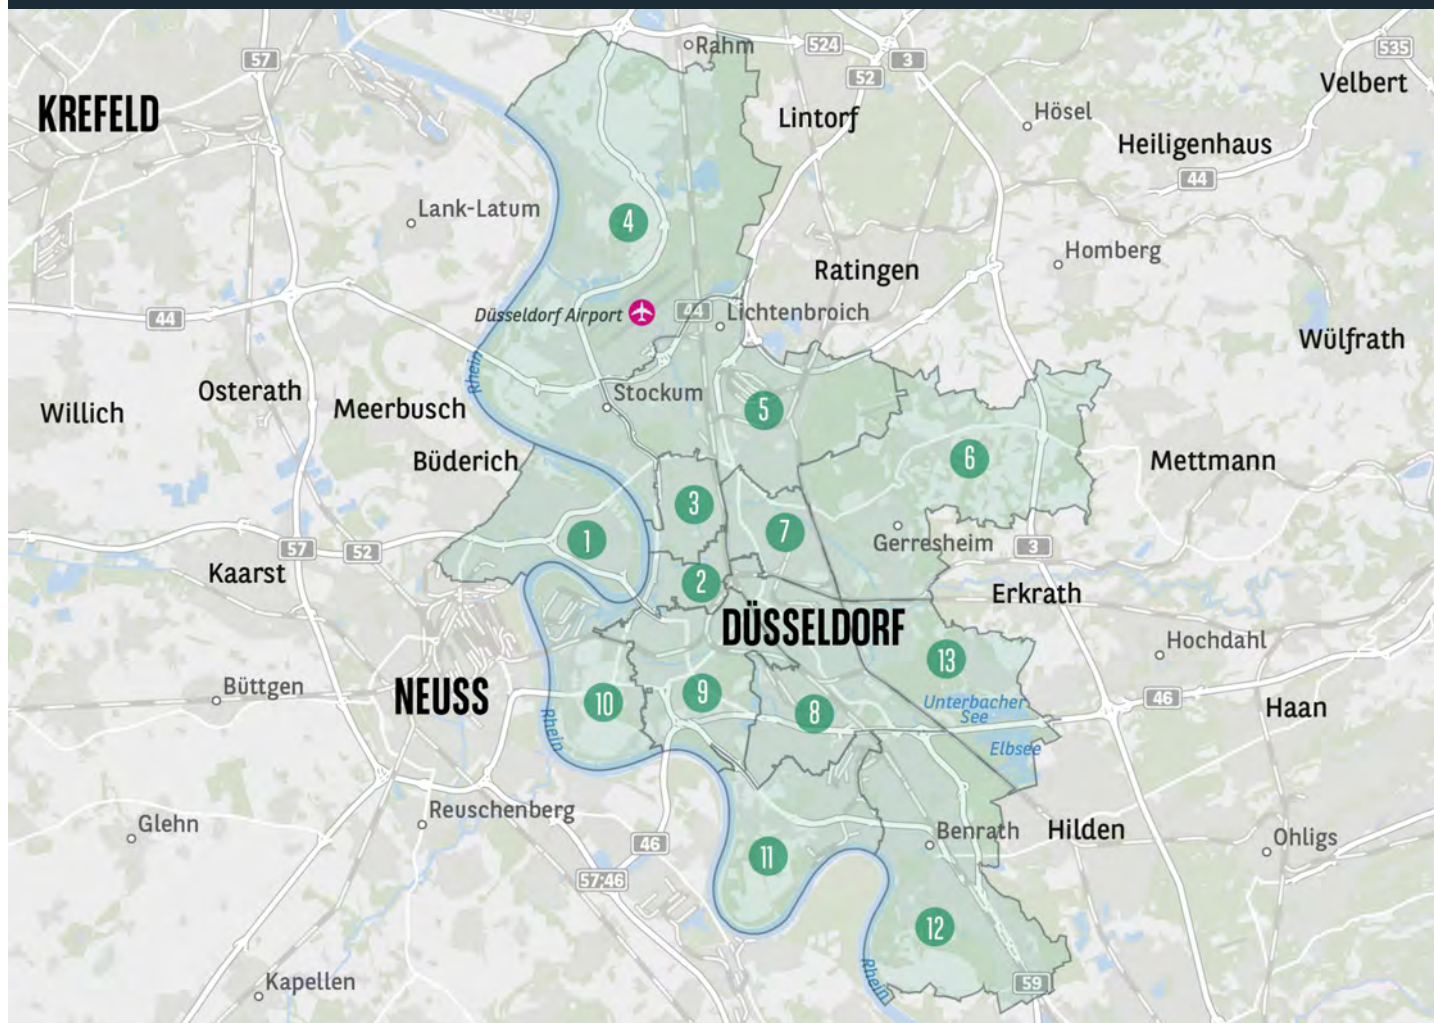 57
Rahm
524
3
535
52
Velbert
KREFELD
Lintorf
Hösel
Heiligenhaus
44
Lank-Latum
4
Homberg
Ratingen
Düsseldorf Airport
44
Lichtenbroich
44
Wülfrath
Rhein
Osterath
Stockum
Willich
Meerbusch
5
Büderich
6
Mettmann
3
7
1
Gerresheim
3
57
52
Kaarst
2
Erkrath
DÜSSELDORF
Hochdahl
13
Büttgen
NEUSS
10
9
8
Unterbacher
See
46
Haan
Rhein
Elbsee
Glehn
Reuschenberg
46
Benrath
Hilden
Ohligs
11
57;46
12
Kapellen
Rhein
59